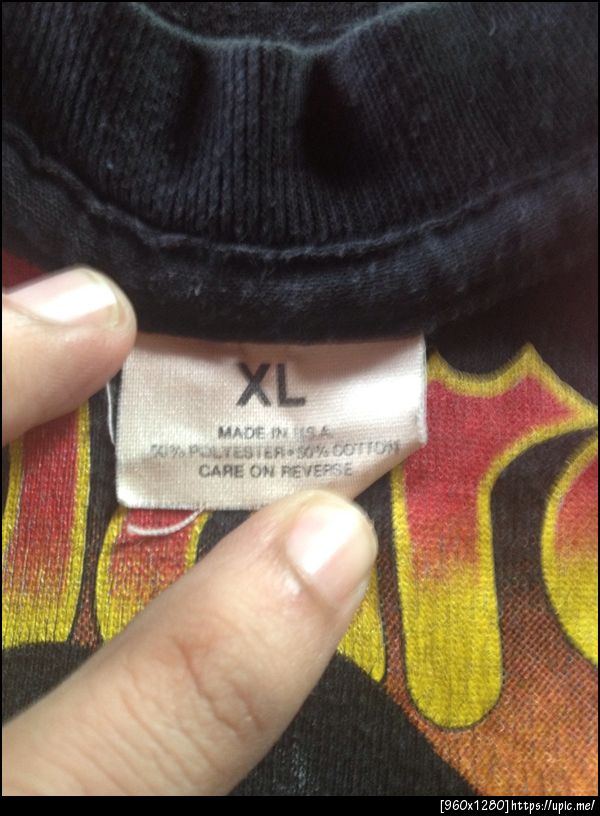 XL
MADE IN U.S.A.
50% POLYESTER • 50% COTTON
CARE ON REVERSE
[960x1280]https://upic.me/